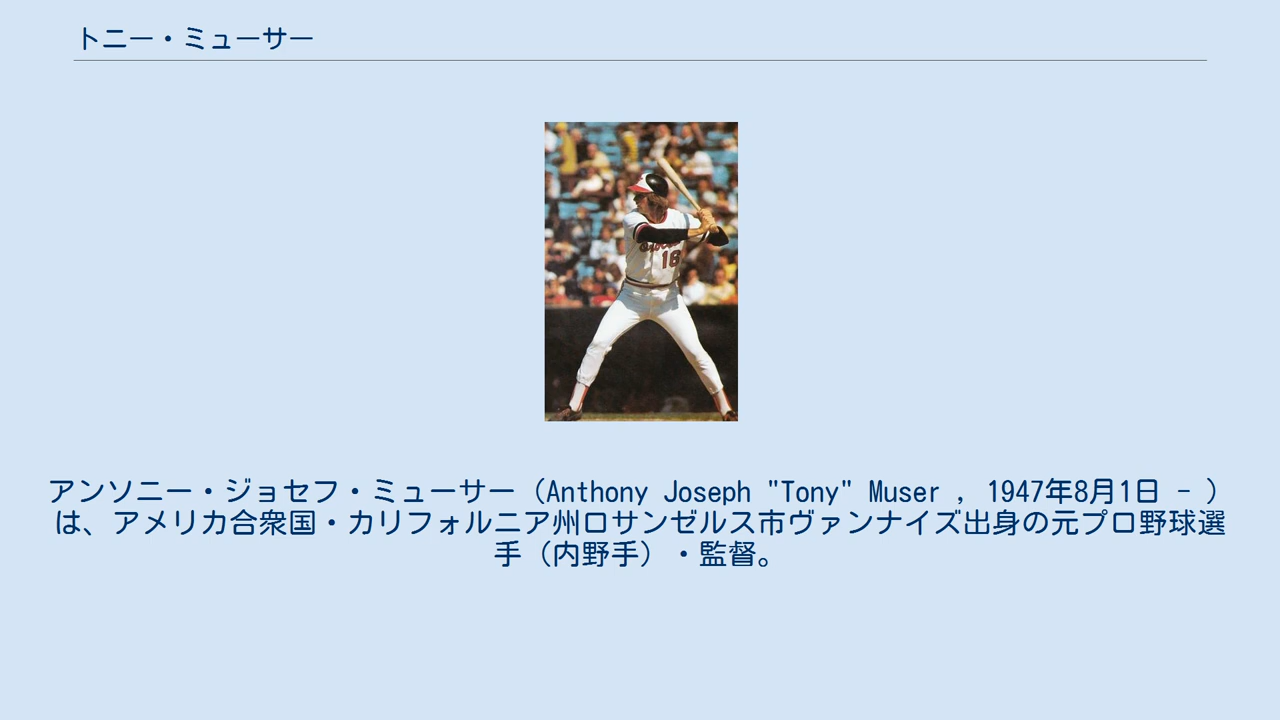 トニー・ミューサー
16
アンソニー・ジョセフ・ミューサー（Anthony Joseph "Tony" Muser , 1947年8月1日 - ）
は、アメリカ合衆国・カリフォルニア州ロサンゼルス市ヴァンナイズ出身の元プロ野球選
手（内野手）・監督。